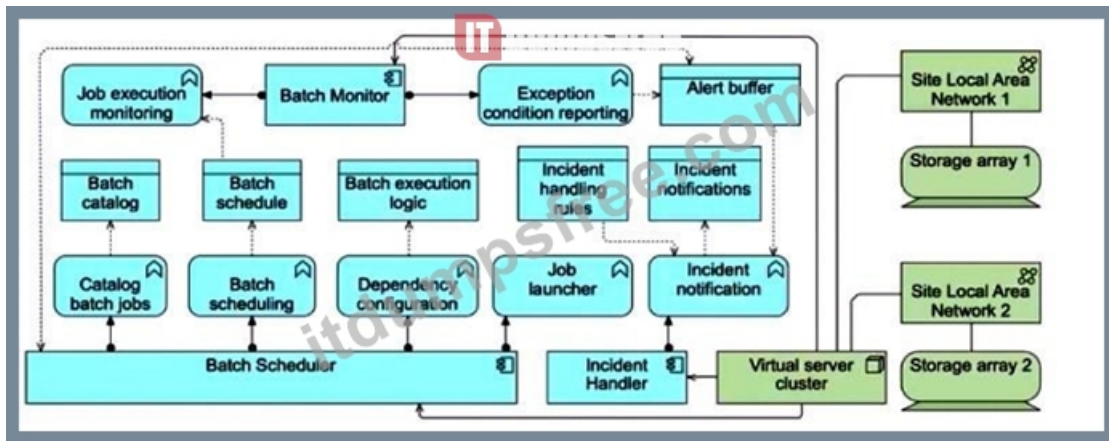 IT
Job execution
monitoring
Batch Monitor
Exception
condition reporting
Alert buffer
Site Local Area
Network 1
Storage array 1
Batch
catalog
Batch
schedule
Batch execution
logic
Incident
handling
rules
Incident
notifications
Catalog
batch jobs
Batch
scheduling
Dependency
configuration
Job
launcher
Incident
notification
Site Local Area
Network 2
Storage array 2
Batch Scheduler
Incident
Handler
Virtual server
cluster
itdumpsfree.com